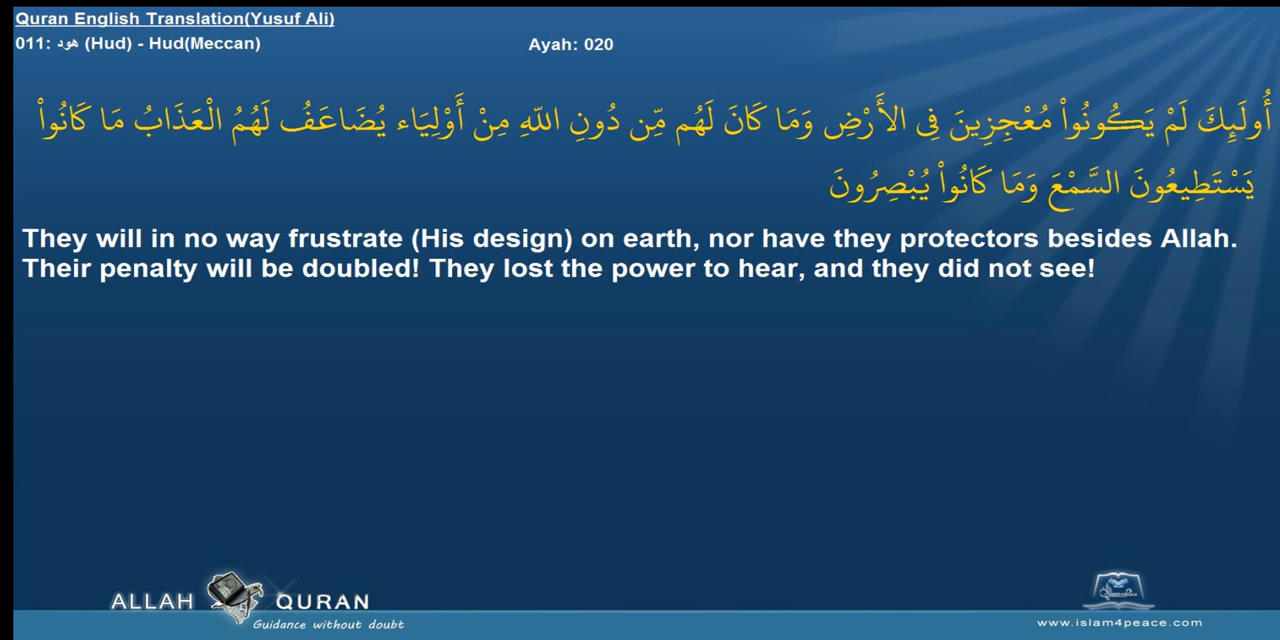 Quran English Translation(Yusuf Ali)
011: هود (Hud) - Hud(Meccan)
Ayah: 020
أُولَئِكَ لَمْ يَكُونُواْ مُعْجِزِينَ فِي الأَرْضِ وَمَا كَانَ لَهُم مِّن دُونِ اللّهِ مِنْ أَوْلِيَاء يُضَاعَفُ لَهُمُ الْعَذَابُ مَا كَانُواْ
يَسْتَطِيعُونَ السَّمْعَ وَمَا كَانُواْ يُبْصِرُونَ
They will in no way frustrate (His design) on earth, nor have they protectors besides Allah.
Their penalty will be doubled! They lost the power to hear, and they did not see!
ALLAH QURAN
Guidance without doubt
www.islam4peace.com